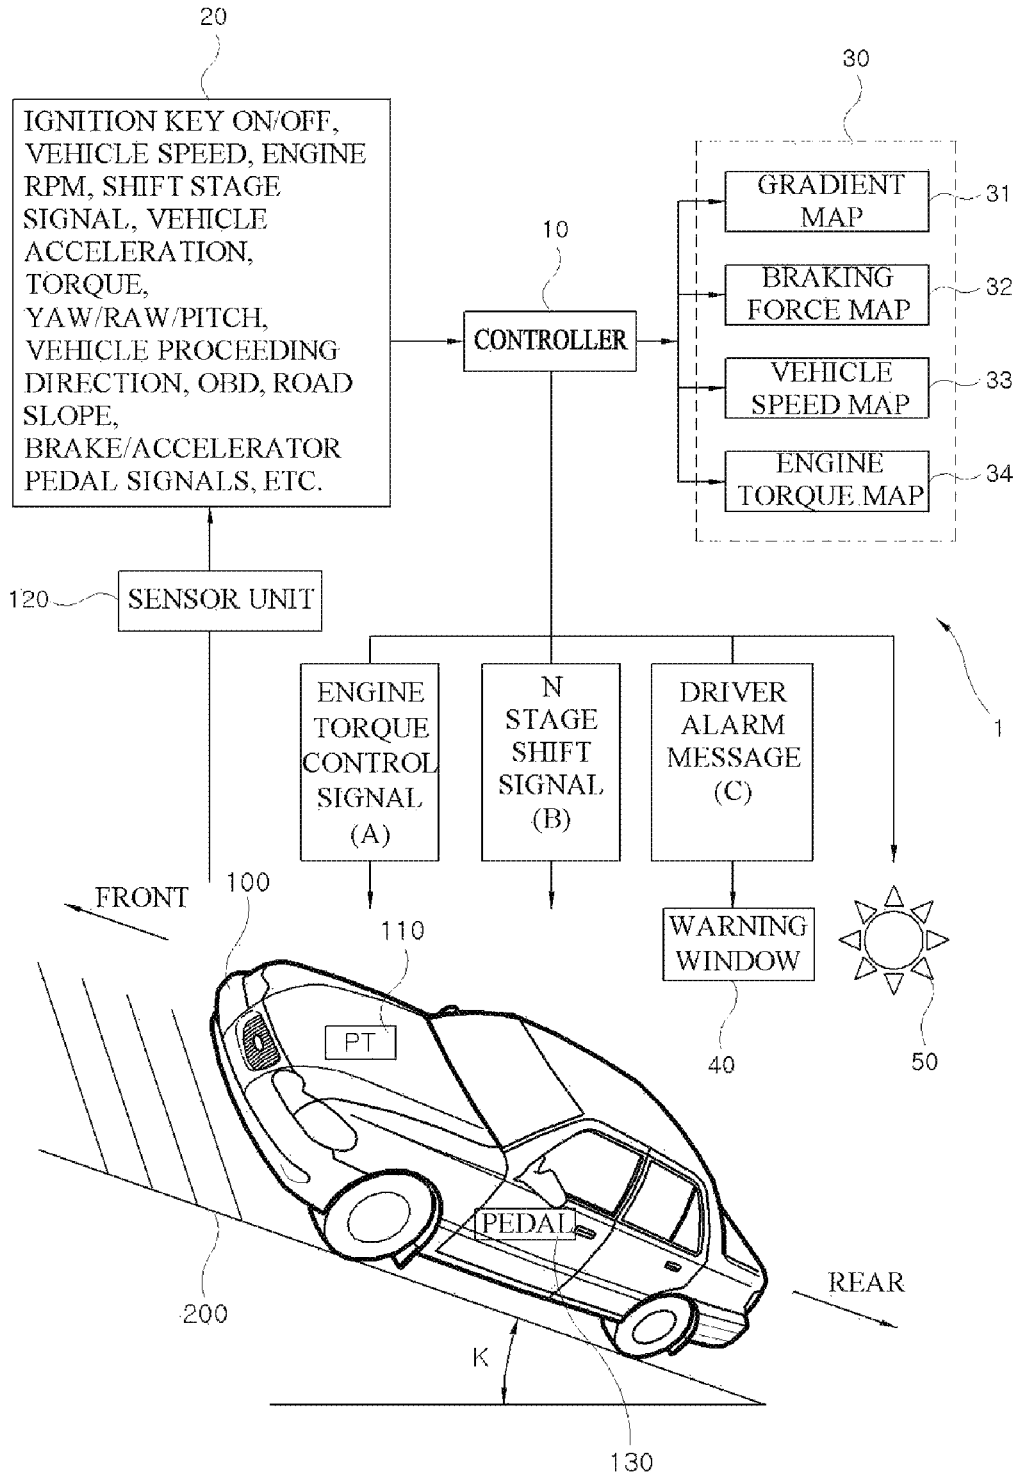 20
IGNITION KEY ON/OFF,
VEHICLE SPEED, ENGINE
RPM, SHIFT STAGE
SIGNAL, VEHICLE
ACCELERATION,
TORQUE,
YAW/RAW/PITCH,
VEHICLE PROCEEDING
DIRECTION, OBD, ROAD
SLOPE,
BRAKE/ACCELERATOR
PEDAL SIGNALS, ETC.
10
CONTROLLER
30
GRADIENT
MAP
31
BRAKING
FORCE MAP
32
VEHICLE
SPEED MAP
33
ENGINE
TORQUE MAP
34
120
SENSOR UNIT
1
ENGINE
TORQUE
CONTROL
SIGNAL
(A)
N
STAGE
SHIFT
SIGNAL
(B)
DRIVER
ALARM
MESSAGE
(C)
WARNING
WINDOW
40
50
FRONT
100
110
PT
PEDAL
REAR
200
K
130